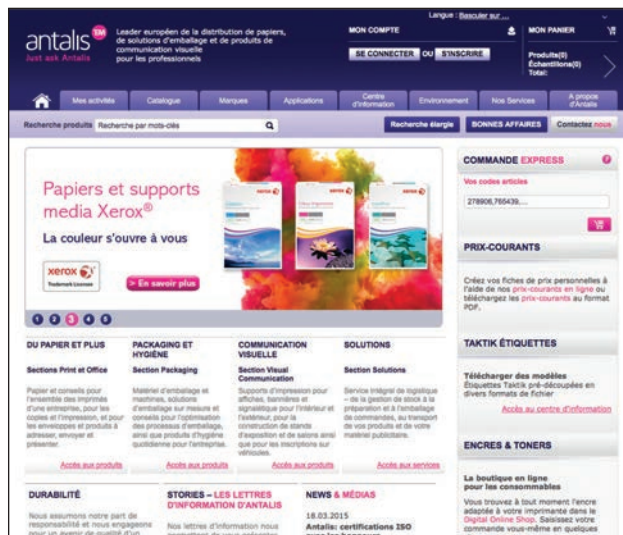 Langue : Basculer sur ...
antalis
Just ask Antalis
Leader européen de la distribution de papiers,
de solutions d'emballage et de produits de
communication visuelle
pour les professionnels
MON COMPTE
SE CONNECTER OU S'INSCRIRE
MON PANIER
Produits(0)
Échantillons(0)
Total:
Mes activités
Catalogue
Marques
Applications
Centre
d'information
Environnement
Nos Services
A propos
d'Antalis
Recherche produits
Recherche par mots-clés
Recherche élargie
BONNES AFFAIRES
Contactez nous
Papiers et supports
media Xerox®
La couleur s'ouvre à vous
xerox
Trademark Licensee
> En savoir plus
xerox
xerox
xerox
1 2 3 4 5
COMMANDE EXPRESS
Vos codes articles
278906,765439,...
PRIX-COURANTS
Créez vos fiches de prix personnelles à
l'aide de nos prix-courants en ligne ou
téléchargez les prix-courants au format
PDF.
TAKTIK ÉTIQUETTES
Télécharger des modèles
Étiquettes Taktik pré-découpées en
divers formats de fichier
Accès au centre d'information
ENCRES & TONERS
La boutique en ligne
pour les consommables
Vous trouvez à tout moment l'encre
adaptée à votre imprimante dans le
Digital Online Shop. Saisissez votre
commande vous-même en quelques
DU PAPIER ET PLUS
Sections Print et Office
Papier et conseils pour
l'ensemble des imprimés
d'une entreprise, pour les
copies et l'impression, et pour
les enveloppes et produits à
adresser, envoyer et
présenter.
Accès aux produits
PACKAGING ET
HYGIÈNE
Section Packaging
Matériel d'emballage et
machines, solutions
d'emballage sur mesure et
conseils pour l'optimisation
des processus d'emballage,
ainsi que produits d'hygiène
quotidienne pour l'entreprise.
Accès aux produits
COMMUNICATION
VISUELLE
Section Visual
Communication
Supports d'impression pour
affiches, bannières et
signalétique pour l'intérieur et
l'extérieur, pour la
construction de stands
d'exposition et de salons ainsi
que pour les inscriptions sur
véhicules.
Accès aux produits
SOLUTIONS
Section Solutions
Service intégral de logistique
– de la gestion de stock à la
préparation et à l'emballage
de commandes, au transport
de vos produits et de votre
matériel publicitaire.
Accès aux services
DURABILITÉ
Nous assumons notre part de
responsabilité et nous engageons
pour un avenir de qualité d'un
STORIES – LES LETTRES
D'INFORMATION D'ANTALIS
Nos lettres d'information nous
permettent de vous présenter
NEWS & MÉDIAS
18.03.2015
Antalis: certifications ISO